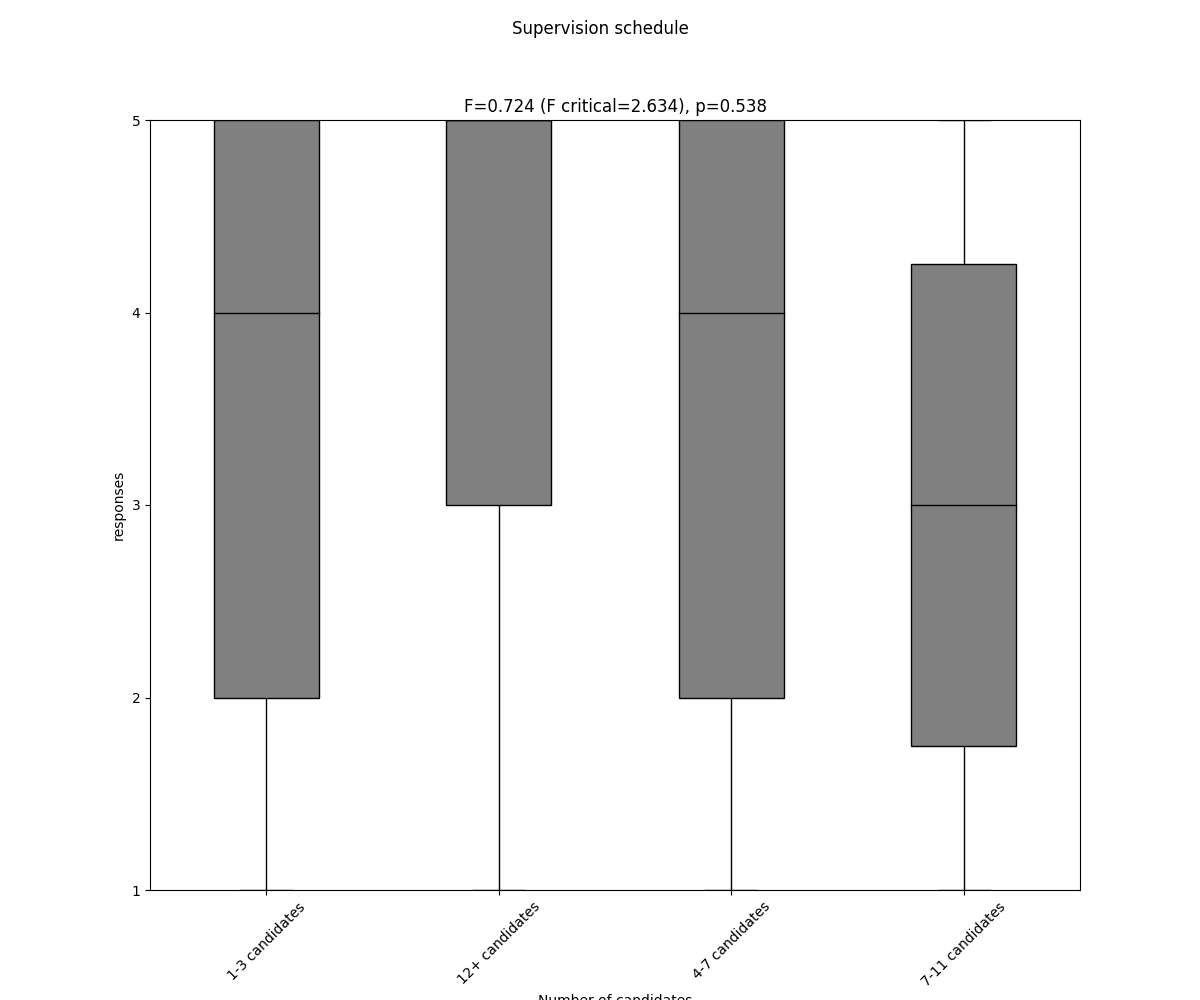 Supervision schedule
F=0.724 (F critical=2.634), p=0.538
5
4
3
2
1
responses
1-3 candidates
12+ candidates
4-7 candidates
7-11 candidates
Number of candidates